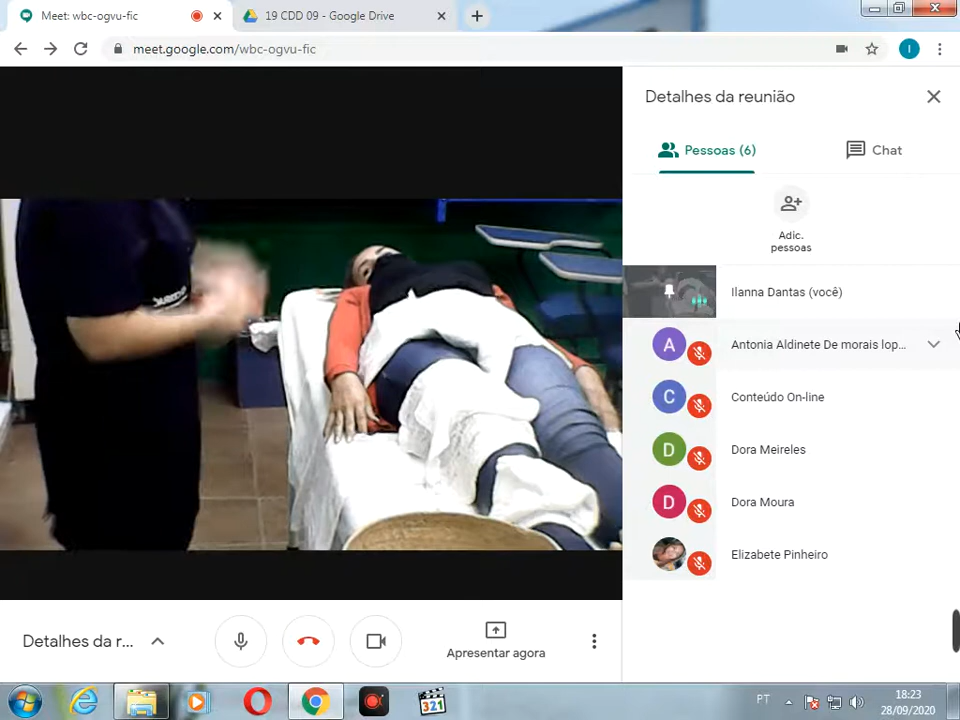 Meet: wbc-ogvu-fic
19 CDD 09 - Google Drive
meet.google.com/wbc-ogvu-fic
I
Detalhes da reunião
Pessoas (6)
Chat
Adic.
pessoas
Ilanna Dantas (você)
A
Antonia Aldinete De morais lop...
C
Conteúdo On-line
D
Dora Meireles
D
Dora Moura
Elizabete Pinheiro
Detalhes da r...
Apresentar agora
PT
18:23
28/09/2020
321